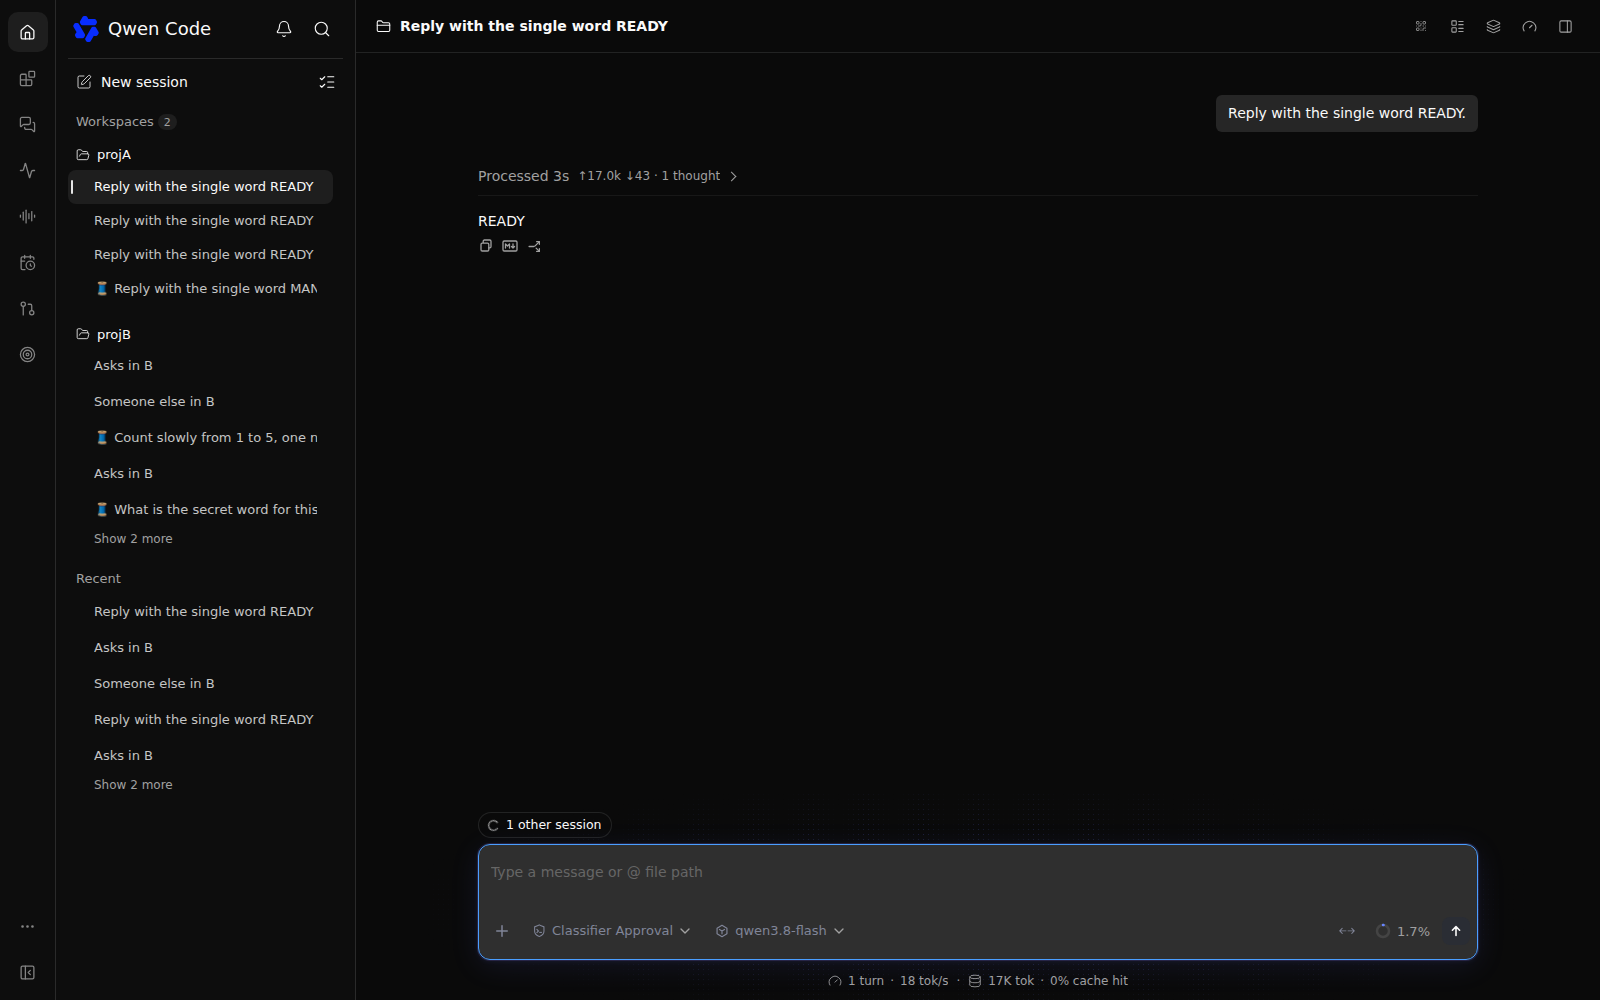 Qwen Code
New session
Workspaces 2
projA
Reply with the single word READY
Reply with the single word READY
Reply with the single word READY
Reply with the single word MAN
projB
Asks in B
Someone else in B
Count slowly from 1 to 5, one n
Asks in B
What is the secret word for this
Show 2 more
Recent
Reply with the single word READY
Asks in B
Someone else in B
Reply with the single word READY
Asks in B
Show 2 more
Reply with the single word READY
Reply with the single word READY.
Processed 3s ↑17.0k ↓43 · 1 thought
READY
1 other session
Type a message or @ file path
Classifier Approval
qwen3.8-flash
1.7%
1 turn · 18 tok/s · 17K tok · 0% cache hit